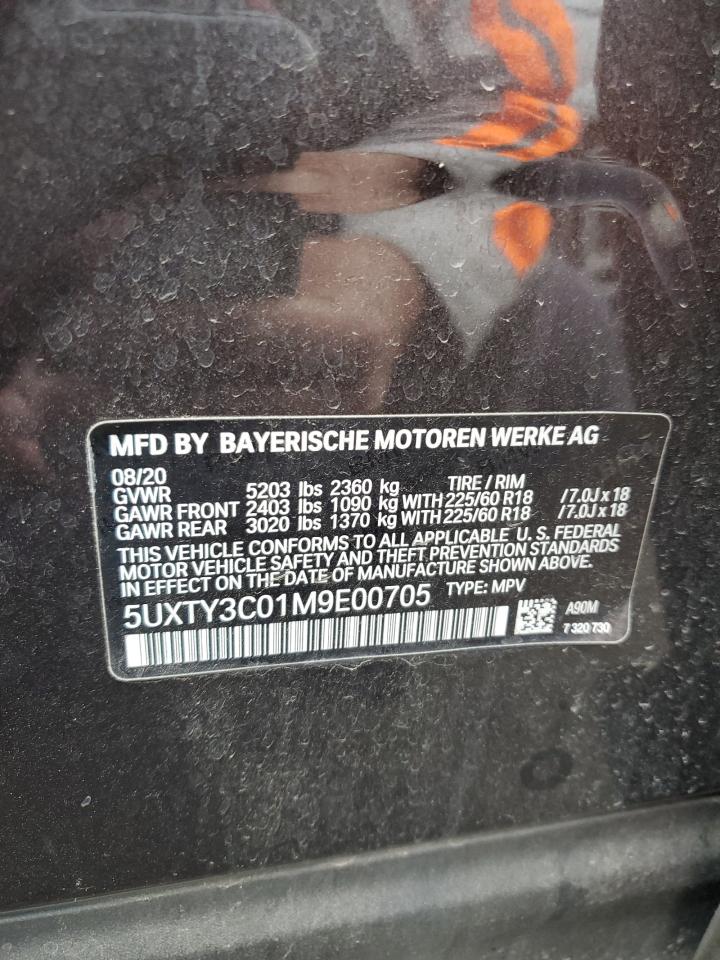 MFD BY BAYERISCHE MOTOREN WERKE AG
08/20
GVWR 5203 lbs 2360 kg TIRE / RIM
GAWR FRONT 2403 lbs 1090 kg WITH 225/60 R18 / 7.0J x 18
GAWR REAR 3020 lbs 1370 kg WITH 225/60 R18 / 7.0J x 18
THIS VEHICLE CONFORMS TO ALL APPLICABLE U. S. FEDERAL
MOTOR VEHICLE SAFETY AND THEFT PREVENTION STANDARDS
IN EFFECT ON THE DATE OF MANUFACTURE SHOWN ABOVE.
5UXTY3C01M9E00705 TYPE: MPV
A90M
7 320 730